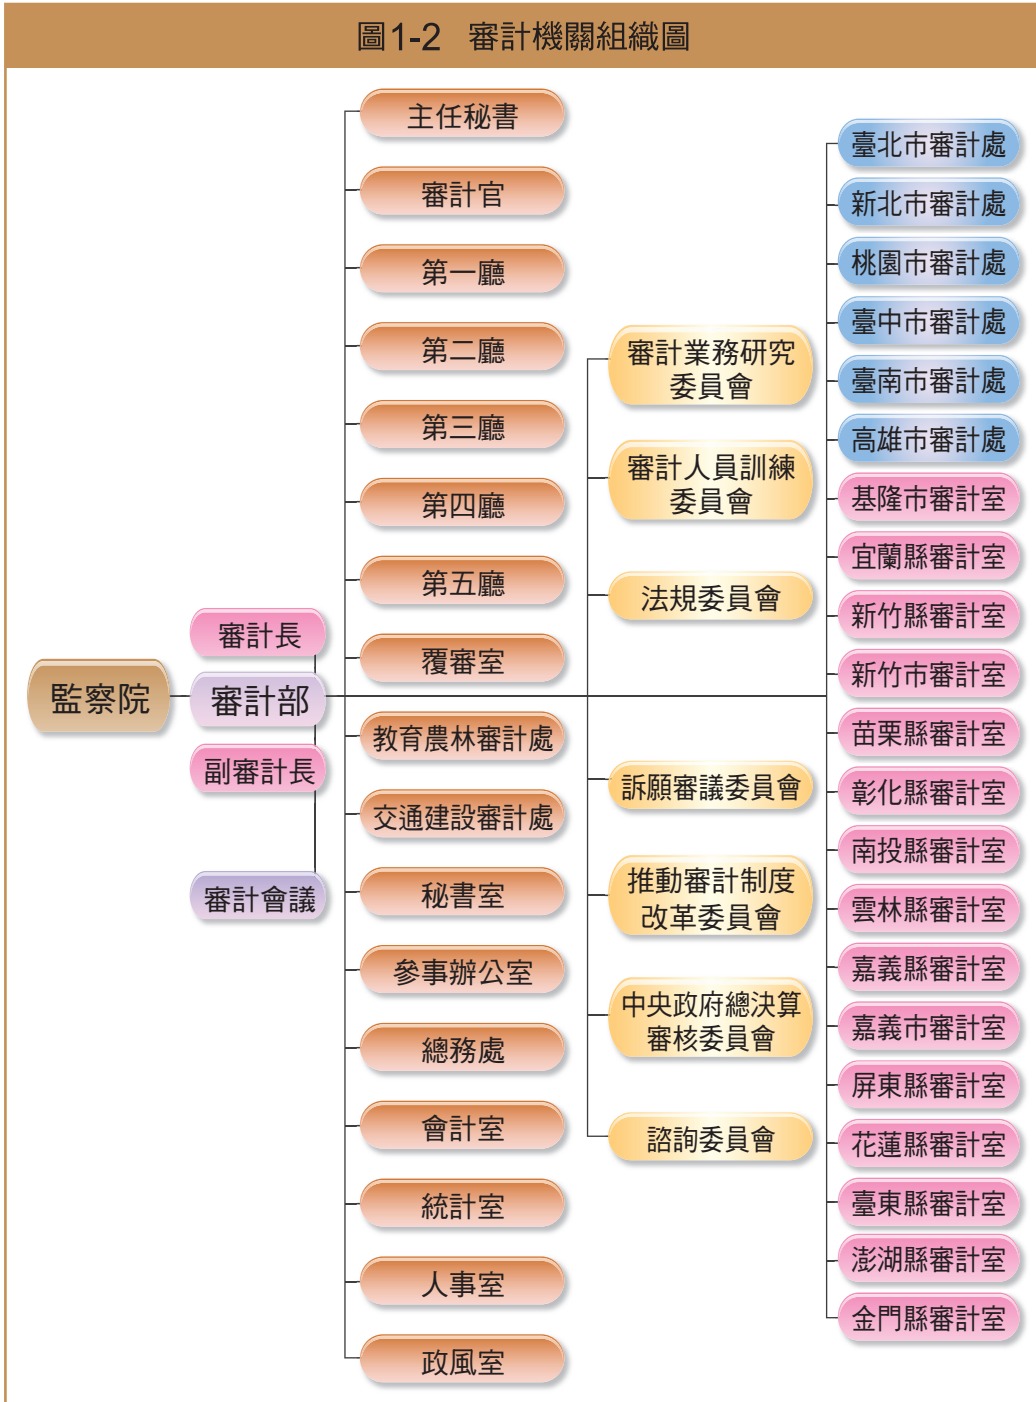 圖1-2 審計機關組織圖
監察院
審計長
審計部
副審計長
審計會議
主任秘書
審計官
第一廳
第二廳
第三廳
第四廳
第五廳
覆審室
教育農林審計處
交通建設審計處
秘書室
參事辦公室
總務處
會計室
統計室
人事室
政風室
審計業務研究
委員會
審計人員訓練
委員會
法規委員會
訴願審議委員會
推動審計制度
改革委員會
中央政府總決算
審核委員會
諮詢委員會
臺北市審計處
新北市審計處
桃園市審計處
臺中市審計處
臺南市審計處
高雄市審計處
基隆市審計室
宜蘭縣審計室
新竹縣審計室
新竹市審計室
苗栗縣審計室
彰化縣審計室
南投縣審計室
雲林縣審計室
嘉義縣審計室
嘉義市審計室
屏東縣審計室
花蓮縣審計室
臺東縣審計室
澎湖縣審計室
金門縣審計室